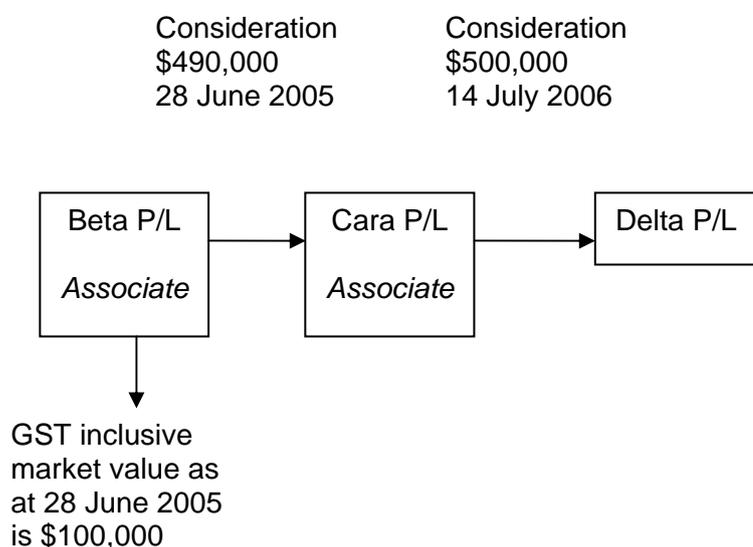 Consideration
$490,000
28 June 2005
Consideration
$500,000
14 July 2006
Beta P/L
Associate
Cara P/L
Associate
Delta P/L
GST inclusive
market value as
at 28 June 2005
is $100,000